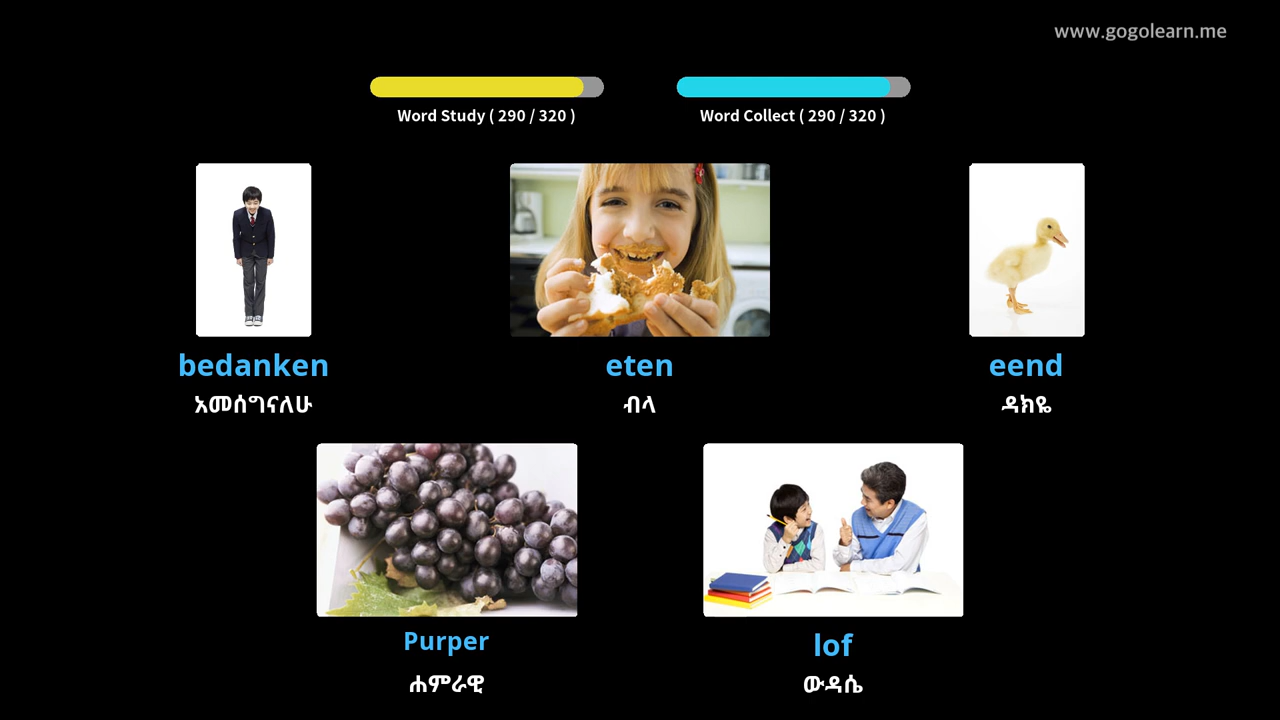 www.gogolearn.me
Word Study ( 290 / 320 )
Word Collect ( 290 / 320 )
bedanken
አመሰግናለሁ
eten
ብላ
eend
ዳክዬ
Purper
ሐምራዊ
lof
ውዳሴ